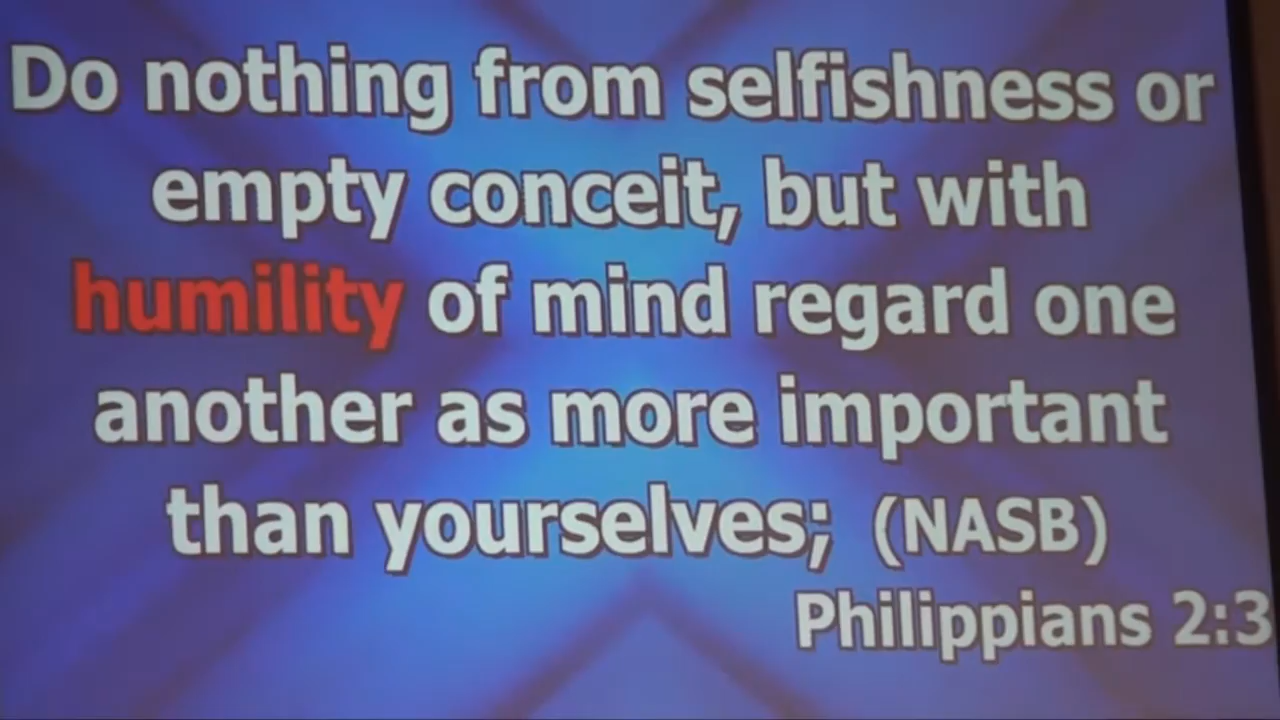 Do nothing from selfishness or
empty conceit, but with
humility of mind regard one
another as more important
than yourselves; (NASB)
Philippians 2:3